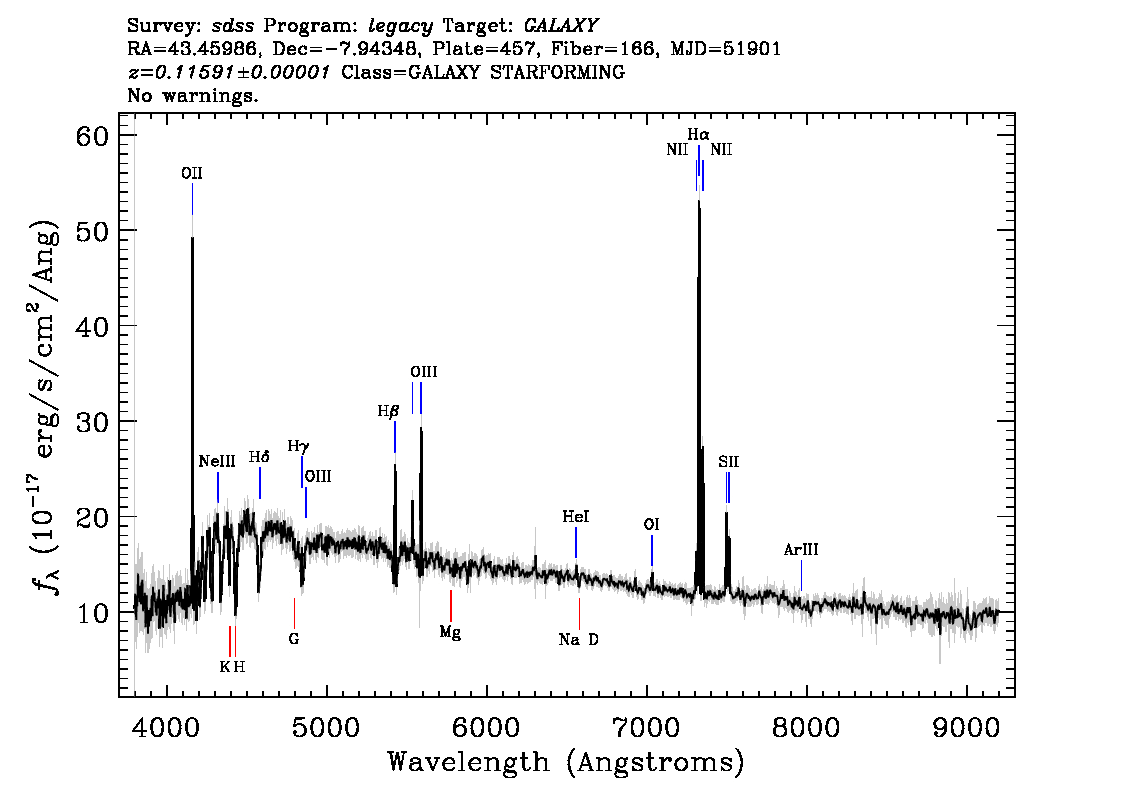 Survey: sdss Program: legacy Target: GALAXY
RA=43.45986, Dec=-7.94348, Plate=457, Fiber=166, MJD=51901
z=0.11591±0.00001 Class=GALAXY STARFORMING
No warnings.
Hα
NII NII
OII
OIII
Hβ
Hγ
Hδ
NeIII
OIII
SII
HeI
OI
ArIII
G
Mg
Na D
K H
60
50
40
30
20
10
f_λ (10^-17 erg/s/cm^2/Ang)
4000 5000 6000 7000 8000 9000
Wavelength (Angstroms)